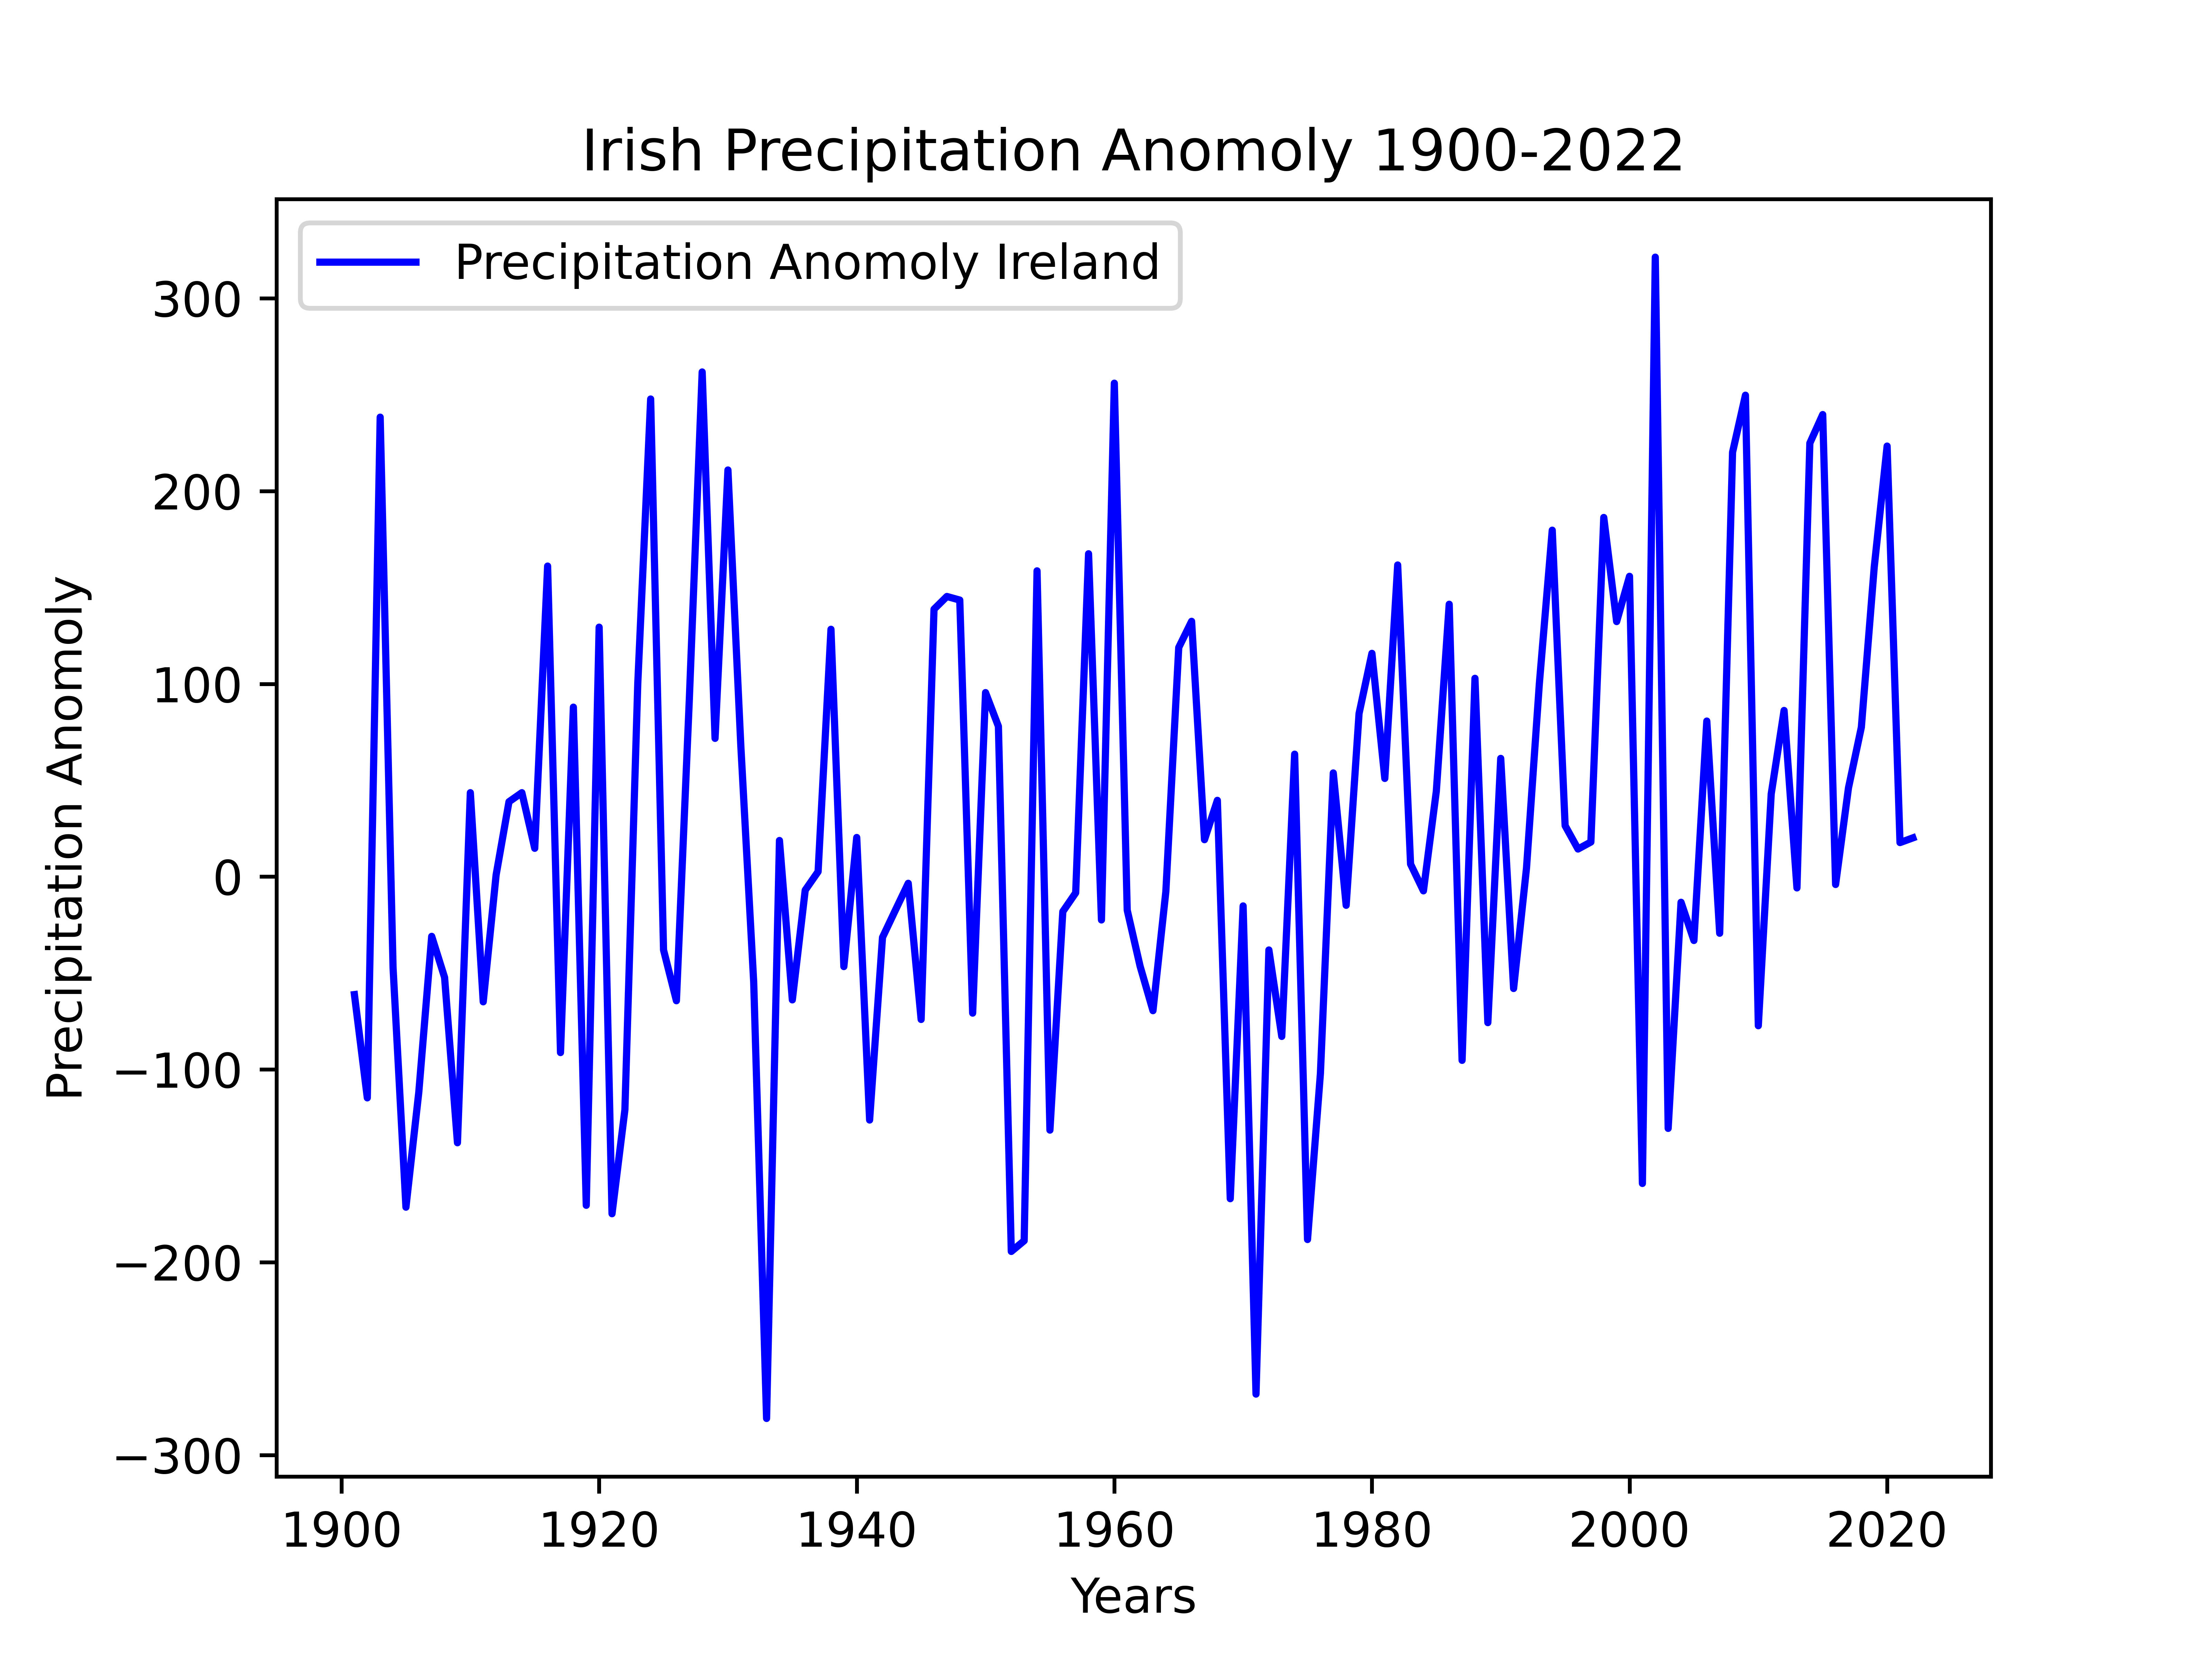 Irish Precipitation Anomoly 1900-2022
Precipitation Anomoly Ireland
Precipitation Anomoly
300
200
100
0
−100
−200
−300
1900 1920 1940 1960 1980 2000 2020
Years